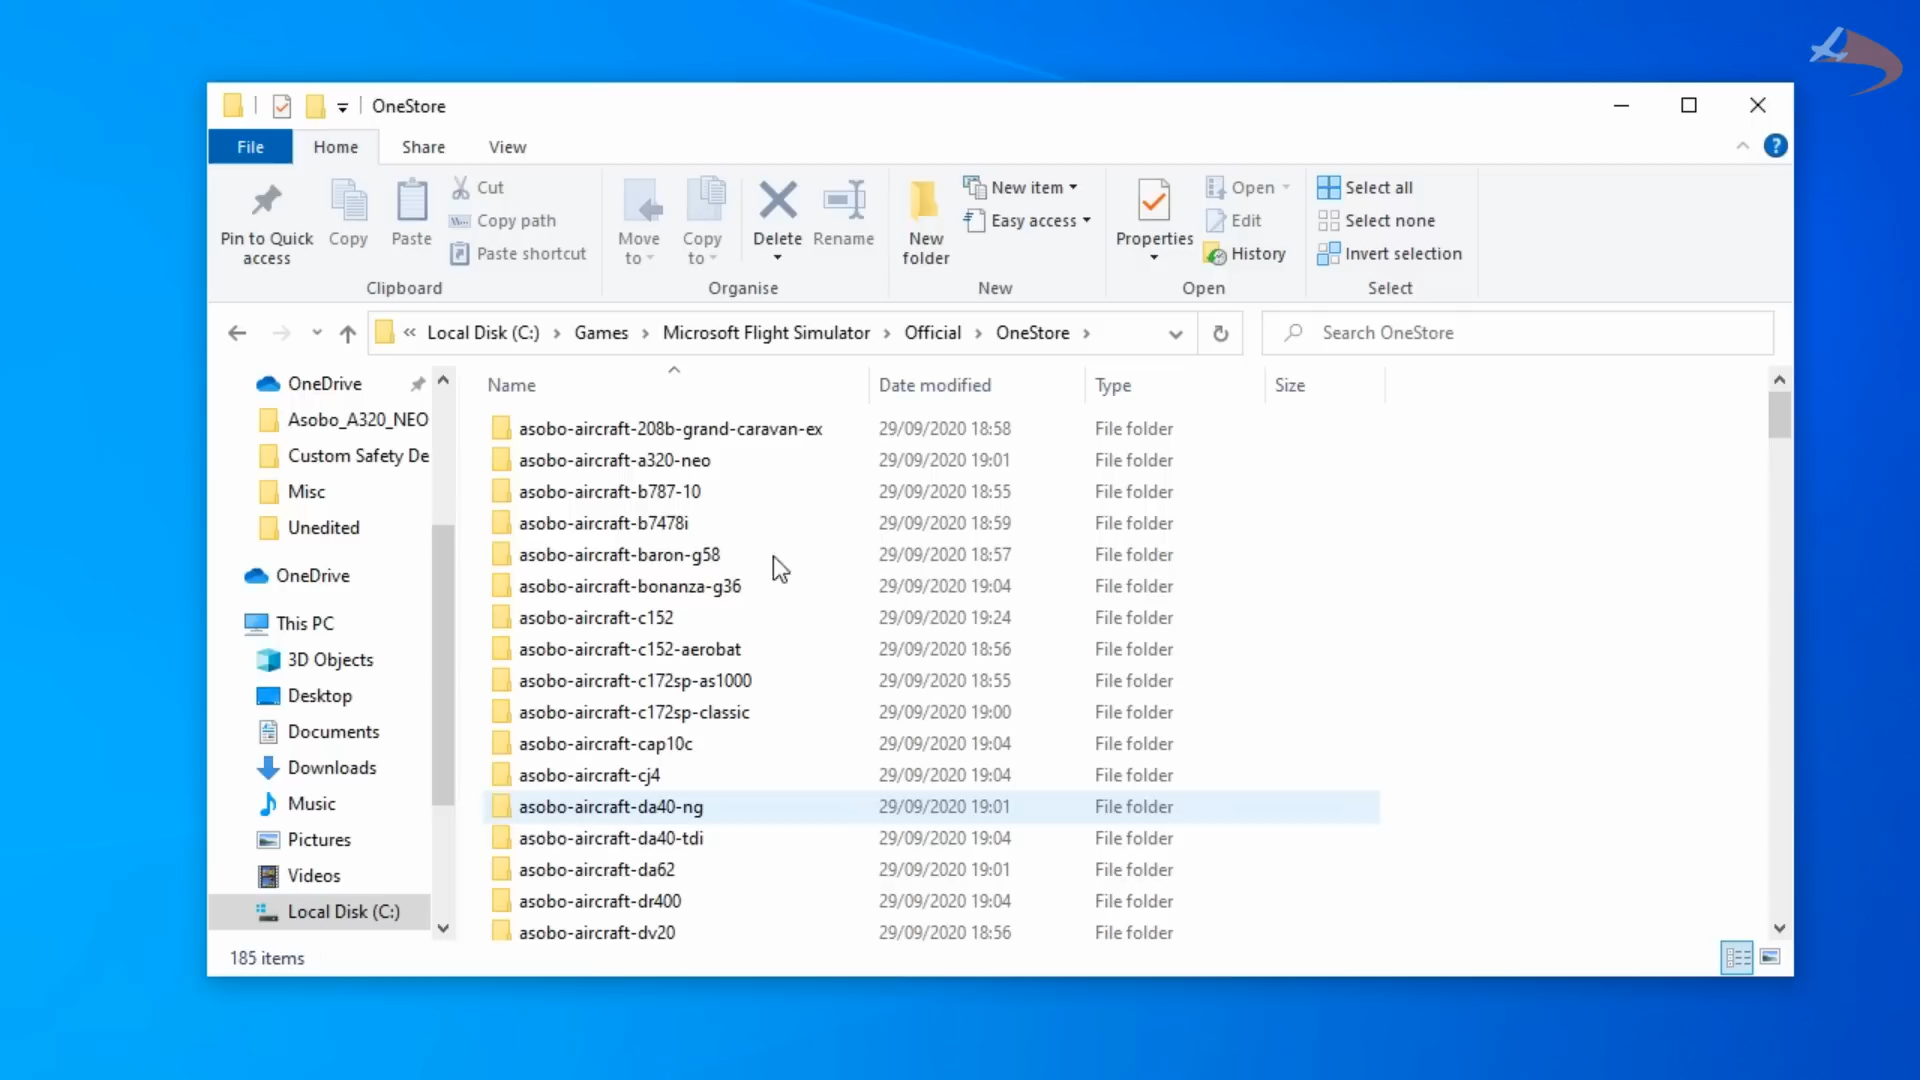 OneStore
File Home Share View
Pin to Quick access
Copy
Paste
Cut
Copy path
Paste shortcut
Clipboard
Move to
Copy to
Delete
Rename
Organise
New folder
New item
Easy access
New
Properties
Open
Edit
History
Open
Select all
Select none
Invert selection
Select
« Local Disk (C:) › Games › Microsoft Flight Simulator › Official › OneStore ›
Search OneStore
OneDrive
Asobo_A320_NEO
Custom Safety De
Misc
Unedited
OneDrive
This PC
3D Objects
Desktop
Documents
Downloads
Music
Pictures
Videos
Local Disk (C:)
Name Date modified Type Size
asobo-aircraft-208b-grand-caravan-ex 29/09/2020 18:58 File folder
asobo-aircraft-a320-neo 29/09/2020 19:01 File folder
asobo-aircraft-b787-10 29/09/2020 18:55 File folder
asobo-aircraft-b7478i 29/09/2020 18:59 File folder
asobo-aircraft-baron-g58 29/09/2020 18:57 File folder
asobo-aircraft-bonanza-g36 29/09/2020 19:04 File folder
asobo-aircraft-c152 29/09/2020 19:24 File folder
asobo-aircraft-c152-aerobat 29/09/2020 18:56 File folder
asobo-aircraft-c172sp-as1000 29/09/2020 18:55 File folder
asobo-aircraft-c172sp-classic 29/09/2020 19:00 File folder
asobo-aircraft-cap10c 29/09/2020 19:04 File folder
asobo-aircraft-cj4 29/09/2020 19:04 File folder
asobo-aircraft-da40-ng 29/09/2020 19:01 File folder
asobo-aircraft-da40-tdi 29/09/2020 19:04 File folder
asobo-aircraft-da62 29/09/2020 19:01 File folder
asobo-aircraft-dr400 29/09/2020 19:04 File folder
asobo-aircraft-dv20 29/09/2020 18:56 File folder
185 items